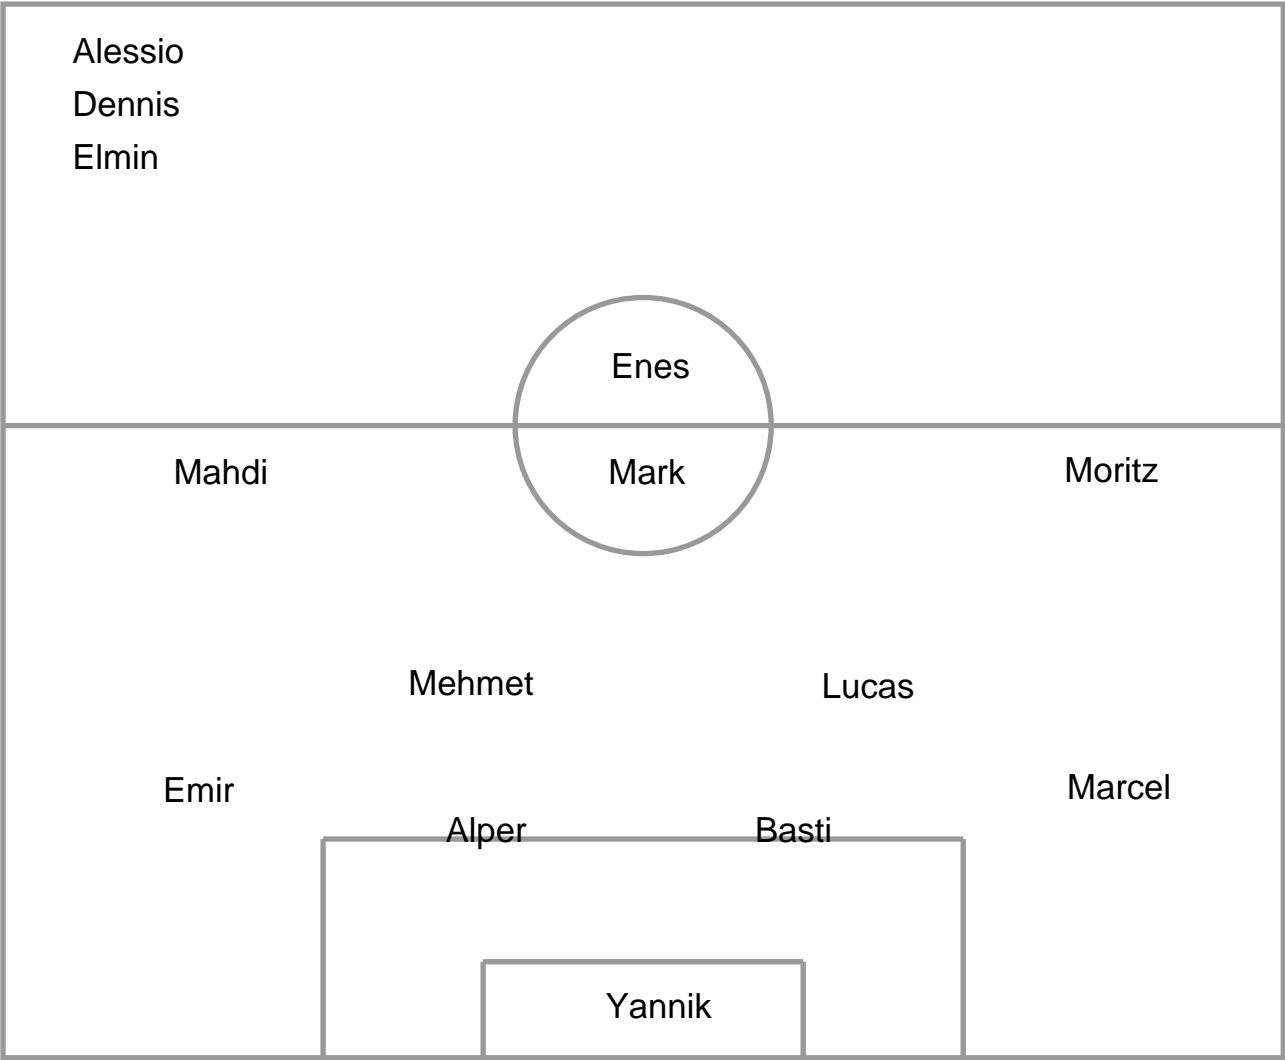 Alessio
Dennis
Elmin
Enes
Mahdi Mark Moritz
Mehmet Lucas
Emir Marcel
Alper Basti
Yannik